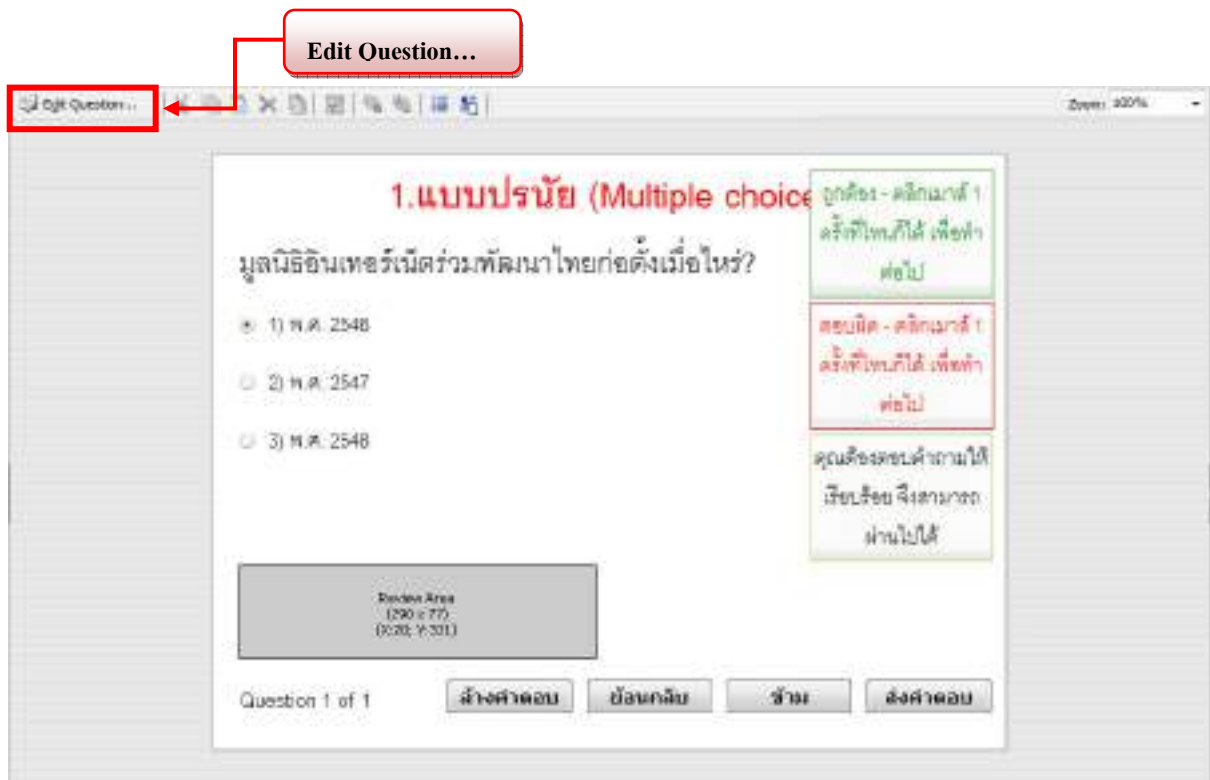 Edit Question…
Edit Question...
Zoom: 100%
1.แบบปรนัย (Multiple choice
มูลนิธิอินเทอร์เน็ตร่วมพัฒนาไทยก่อตั้งเมื่อไหร่?
1) พ.ศ. 2546
2) พ.ศ. 2547
3) พ.ศ. 2548
ถูกต้อง - คลิกเมาส์ 1
ครั้งที่ไหนก็ได้ เพื่อทำ
ต่อไป
ตอบผิด - คลิกเมาส์ 1
ครั้งที่ไหนก็ได้ เพื่อทำ
ต่อไป
คุณต้องตอบคำถามให้
เรียบร้อย จึงสามารถ
ผ่านไปได้
Review Area
(290 x 77)
(X:20; Y:331)
Question 1 of 1
ล้างคำตอบ
ย้อนกลับ
ข้าม
ส่งคำตอบ